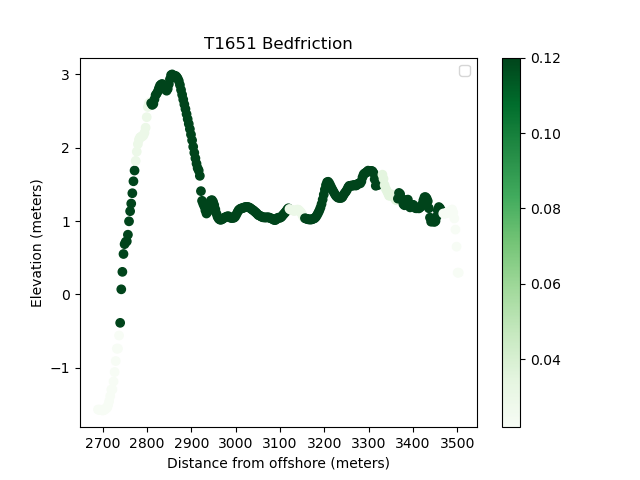 T1651 Bedfriction
3
2
1
0
−1
Elevation (meters)
2700 2800 2900 3000 3100 3200 3300 3400 3500
Distance from offshore (meters)
0.12
0.10
0.08
0.06
0.04